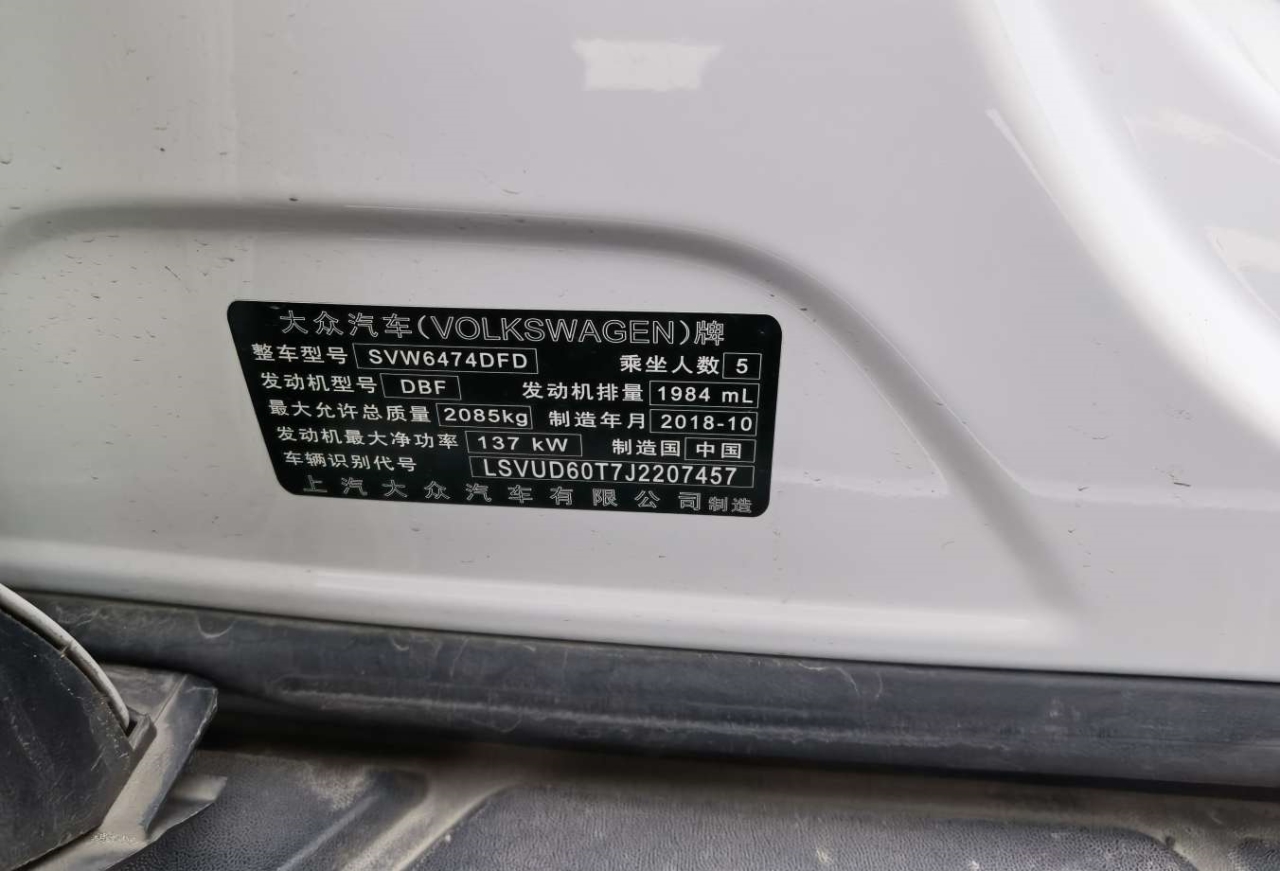 大众汽车(VOLKSWAGEN)牌
整车型号 SVW6474DFD 乘坐人数 5
发动机型号 DBF 发动机排量 1984 mL
最大允许总质量 2085kg 制造年月 2018-10
发动机最大净功率 137 kW 制造国 中国
车辆识别代号 LSVUD60T7J2207457
上汽大众汽车有限公司制造